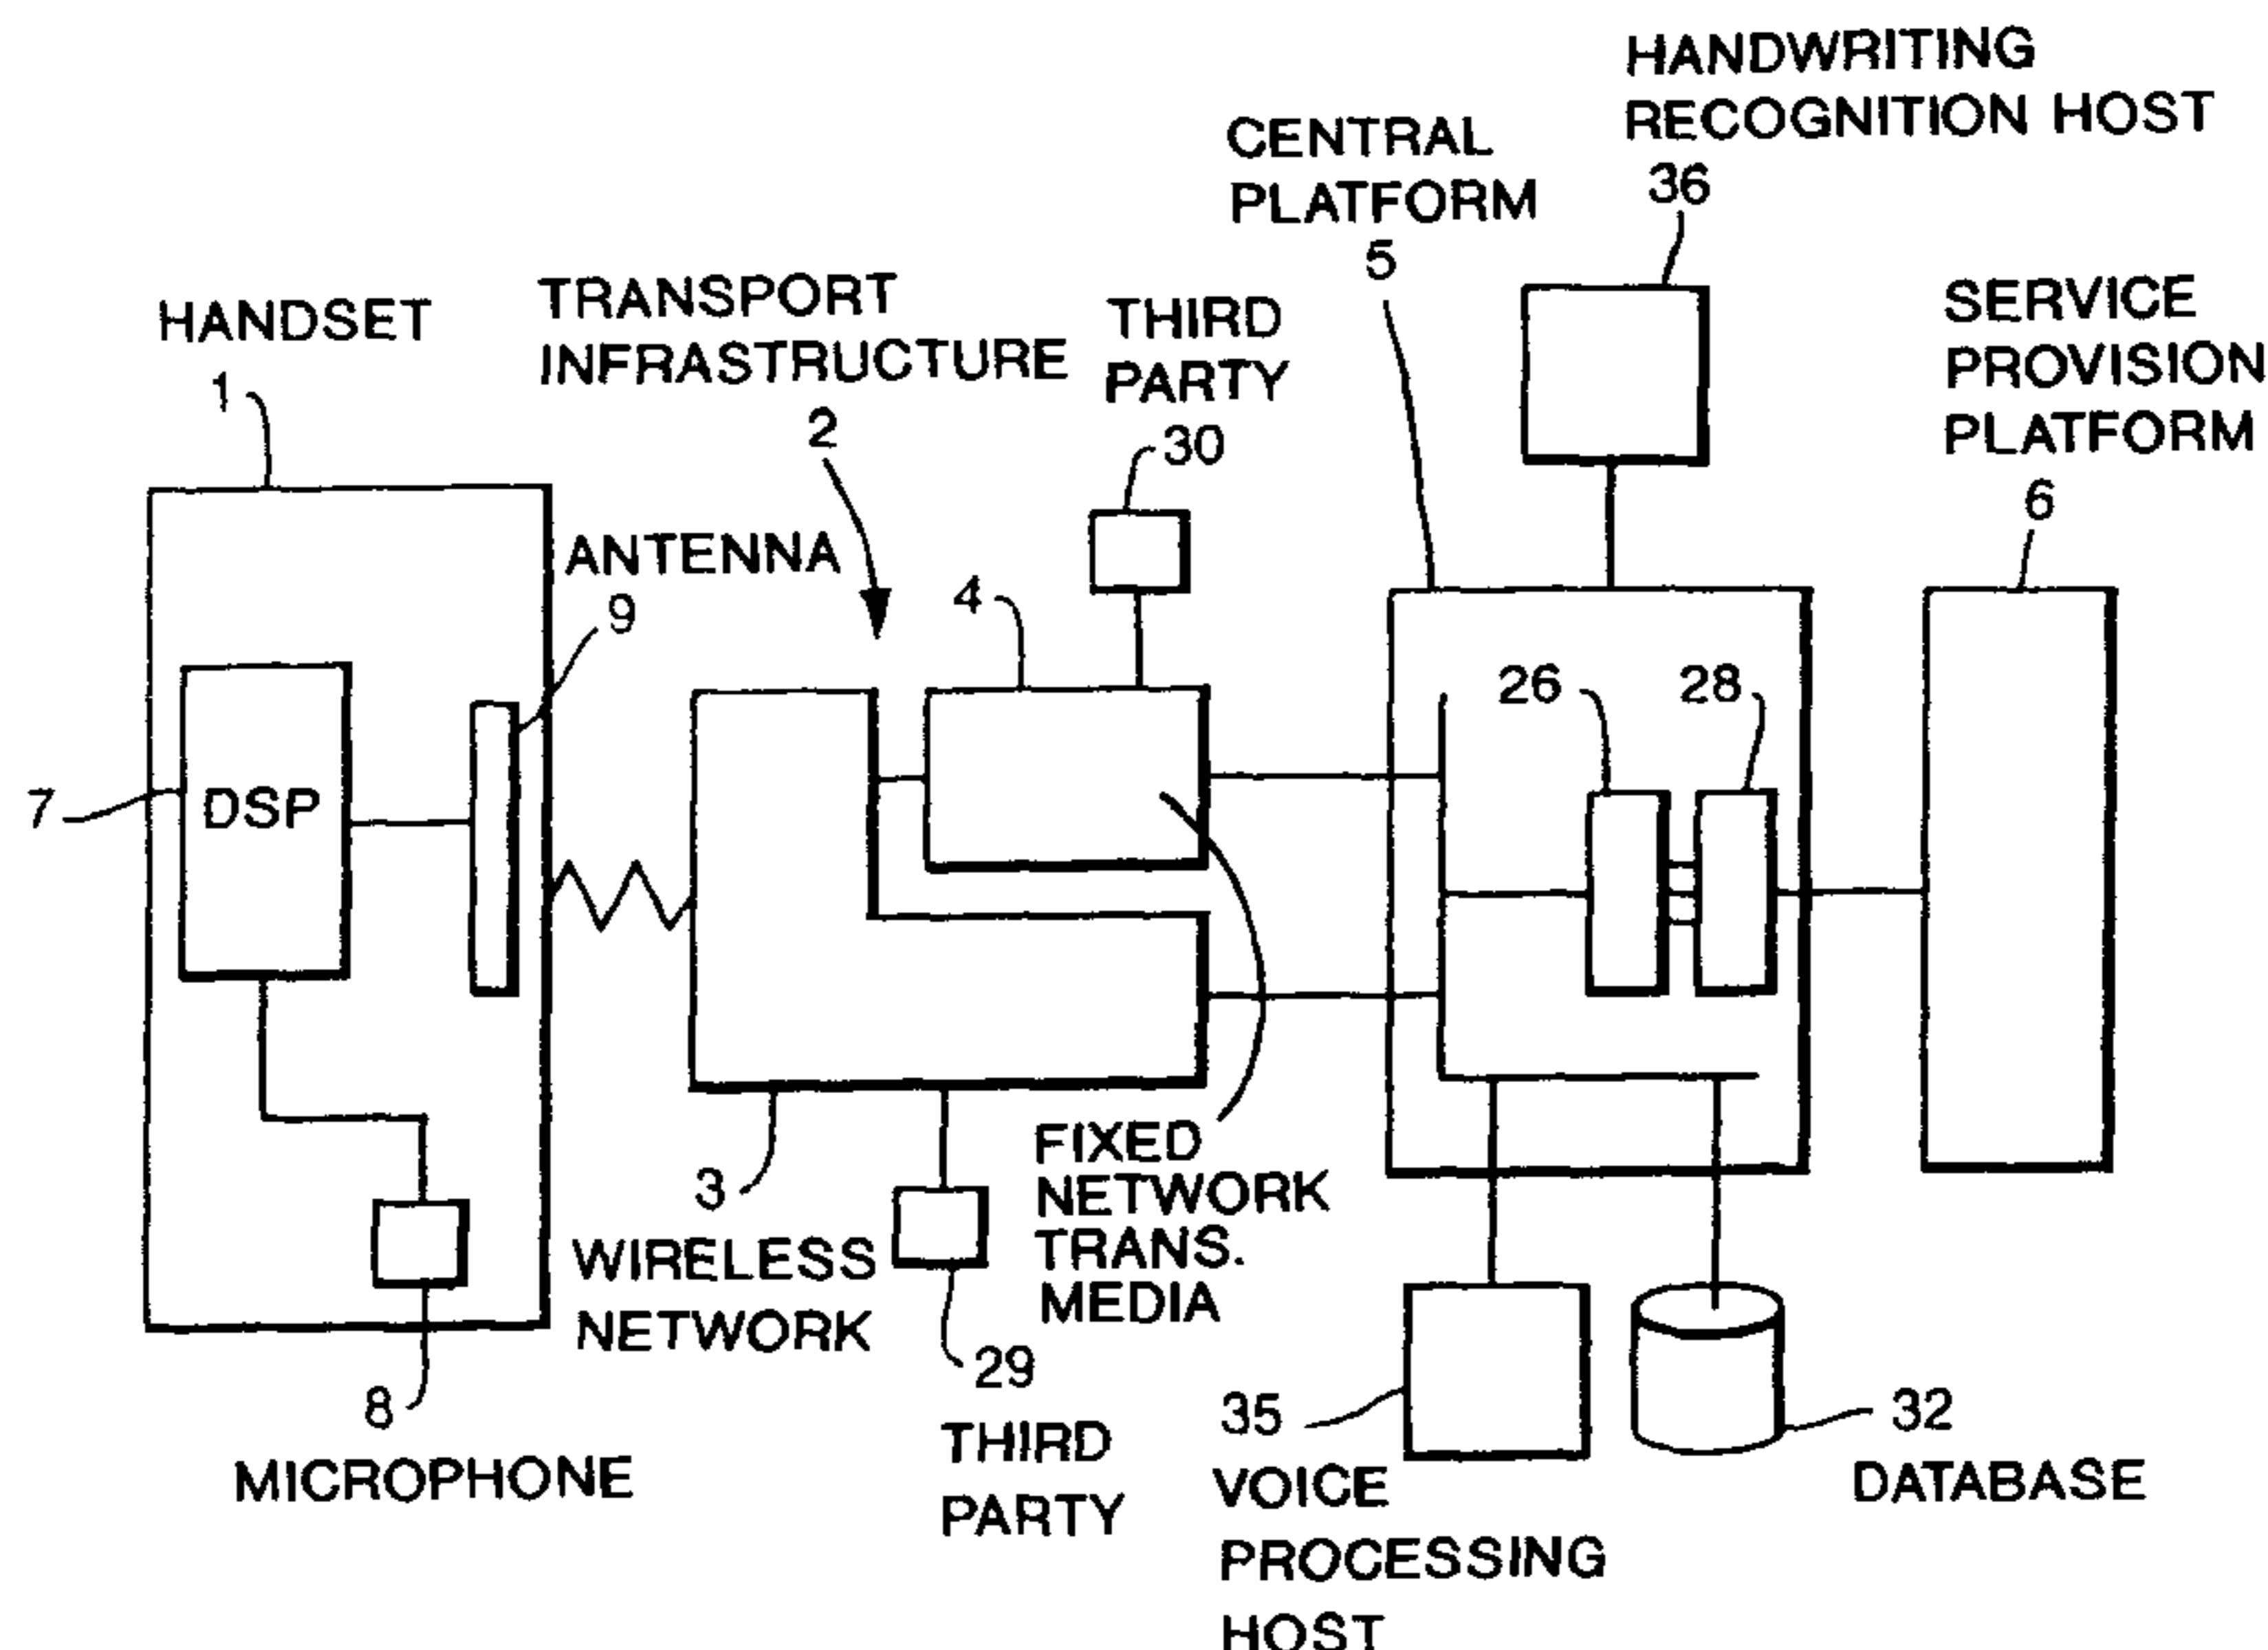 HANDWRITING
RECOGNITION HOST
36
CENTRAL
PLATFORM
5
SERVICE
PROVISION
PLATFORM
6
HANDSET
1
TRANSPORT
INFRASTRUCTURE
2
THIRD
PARTY
30
ANTENNA
9
4
26
28
7
DSP
3
WIRELESS
NETWORK
FIXED
NETWORK
TRANS.
MEDIA
29
THIRD
PARTY
8
MICROPHONE
35
VOICE
PROCESSING
HOST
32
DATABASE